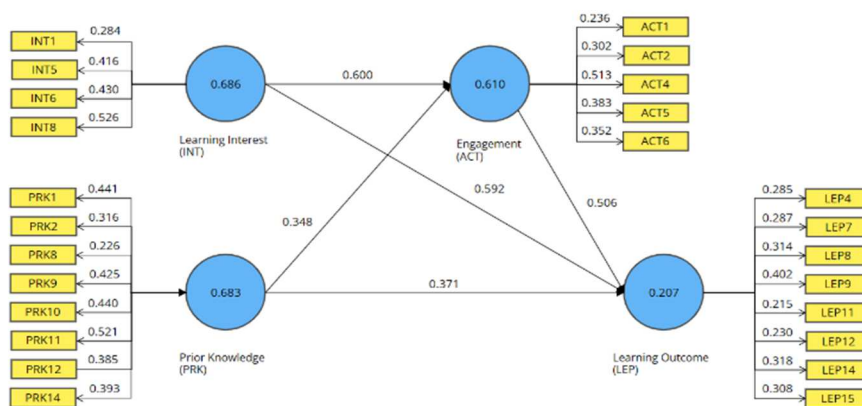 0.284
INT1
0.416
INT5
0.430
INT6
0.526
INT8
0.686
Learning Interest
(INT)
0.600
0.610
Engagement
(ACT)
0.236
ACT1
0.302
ACT2
0.513
ACT4
0.383
ACT5
0.352
ACT6
0.592
0.506
0.348
0.371
0.441
PRK1
0.316
PRK2
0.226
PRK8
0.425
PRK9
0.440
PRK10
0.521
PRK11
0.385
PRK12
0.393
PRK14
0.683
Prior Knowledge
(PRK)
0.207
Learning Outcome
(LEP)
0.285
LEP4
0.287
LEP7
0.314
LEP8
0.402
LEP9
0.215
LEP11
0.230
LEP12
0.318
LEP14
0.308
LEP15